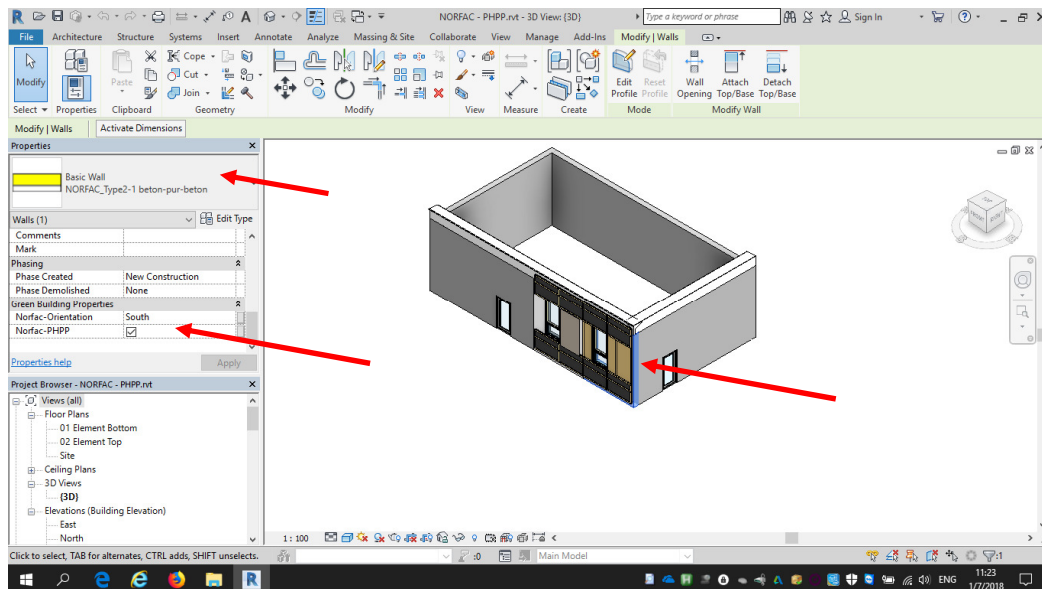 NORFAC - PHPP.rvt - 3D View: {3D}
Type a keyword or phrase
Sign In
File Architecture Structure Systems Insert Annotate Analyze Massing & Site Collaborate View Manage Add-Ins Modify | Walls
Modify
Paste
Cope
Cut
Join
Edit Profile
Reset Profile
Wall Opening
Attach Top/Base
Detach Top/Base
Select Properties Clipboard Geometry Modify View Measure Create Mode Modify Wall
Modify | Walls Activate Dimensions
Properties
Basic Wall
NORFAC_Type2-1 beton-pur-beton
Walls (1) Edit Type
Comments
Mark
Phasing
Phase Created New Construction
Phase Demolished None
Green Building Properties
Norfac-Orientation South
Norfac-PHPP
Properties help Apply
Project Browser - NORFAC - PHPP.rvt
Views (all)
Floor Plans
01 Element Bottom
02 Element Top
Site
Ceiling Plans
3D Views
{3D}
Elevations (Building Elevation)
East
North
1 : 100
Click to select, TAB for alternates, CTRL adds, SHIFT unselects.
:0
Main Model
:1
ENG
11:23
1/7/2018